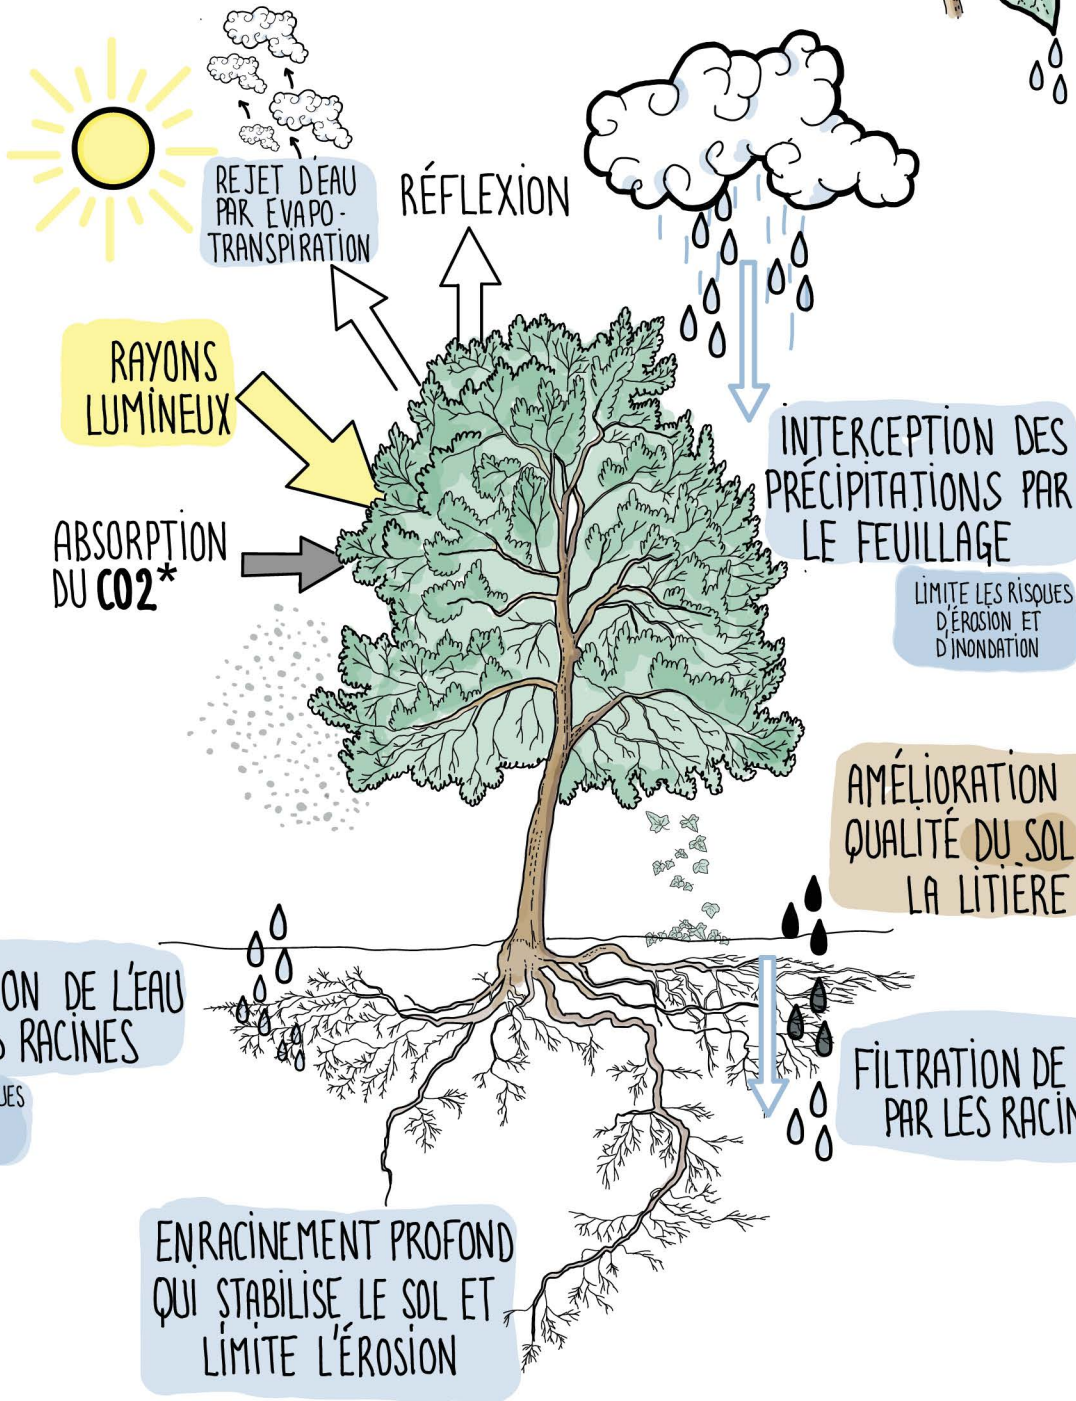 REJET D'EAU
PAR EVAPO-
TRANSPIRATION
RÉFLEXION
RAYONS
LUMINEUX
ABSORPTION
DU CO2*
INTERCEPTION DES
PRÉCIPITATIONS PAR
LE FEUILLAGE
LIMITE LES RISQUES
D'ÉROSION ET
D'INONDATION
AMÉLIORATION
QUALITÉ DU SOL
LA LITIÈRE
ON DE L'EAU
RACINES
FILTRATION DE
PAR LES
ENRACINEMENT PROFOND
QUI STABILISE LE SOL ET
LIMITE L'ÉROSION